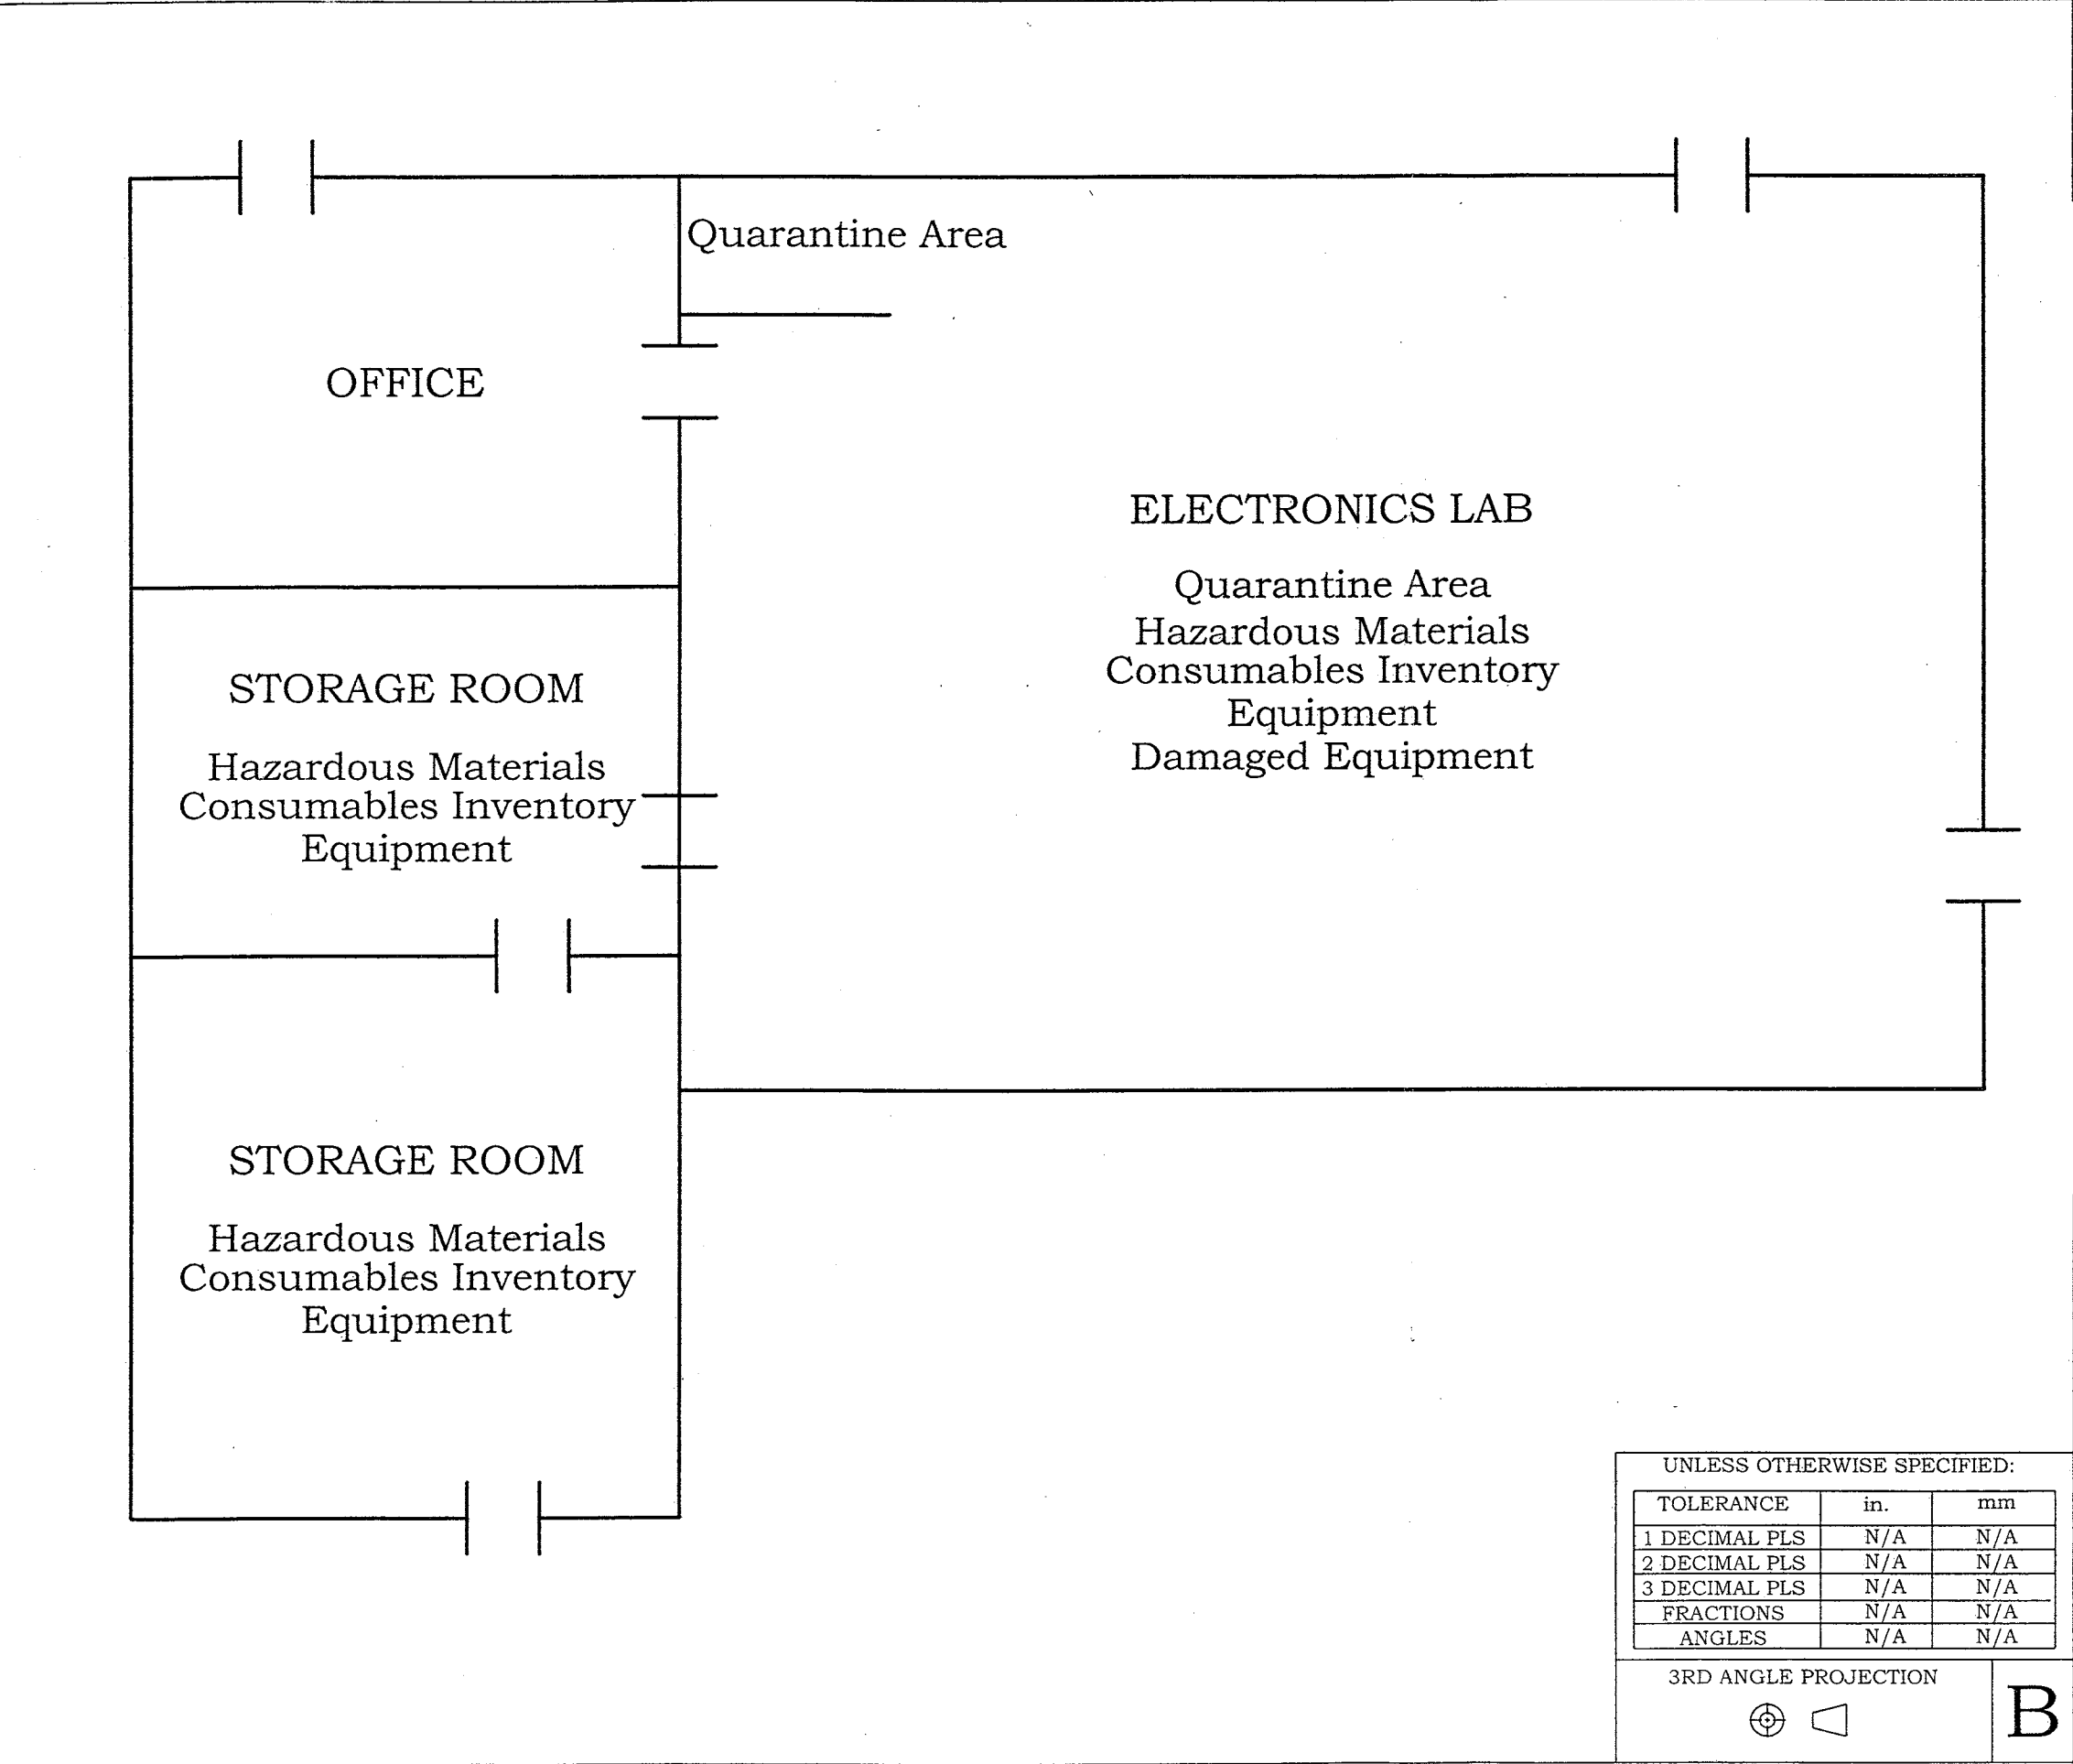 Quarantine Area
OFFICE
ELECTRONICS LAB
Quarantine Area
Hazardous Materials
Consumables Inventory
Equipment
Damaged Equipment
STORAGE ROOM
Hazardous Materials
Consumables Inventory
Equipment
STORAGE ROOM
Hazardous Materials
Consumables Inventory
Equipment
UNLESS OTHERWISE SPECIFIED:
TOLERANCE in. mm
1 DECIMAL PLS N/A N/A
2 DECIMAL PLS N/A N/A
3 DECIMAL PLS N/A N/A
FRACTIONS N/A N/A
ANGLES N/A N/A
3RD ANGLE PROJECTION
B